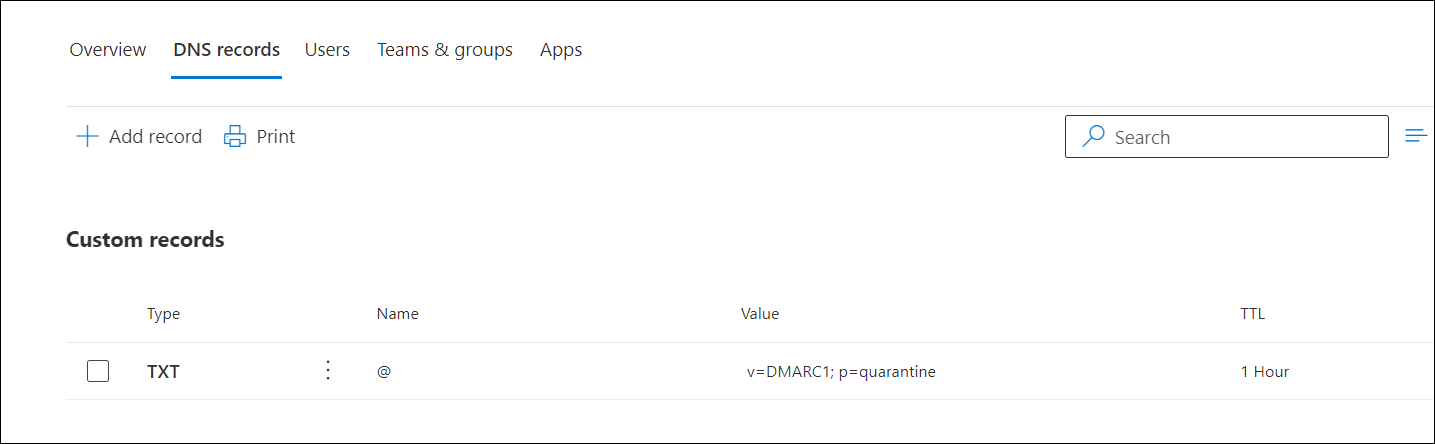 Overview DNS records Users Teams & groups Apps
Add record Print Search
Custom records
Type Name Value TTL
TXT @ v=DMARC1; p=quarantine 1 Hour